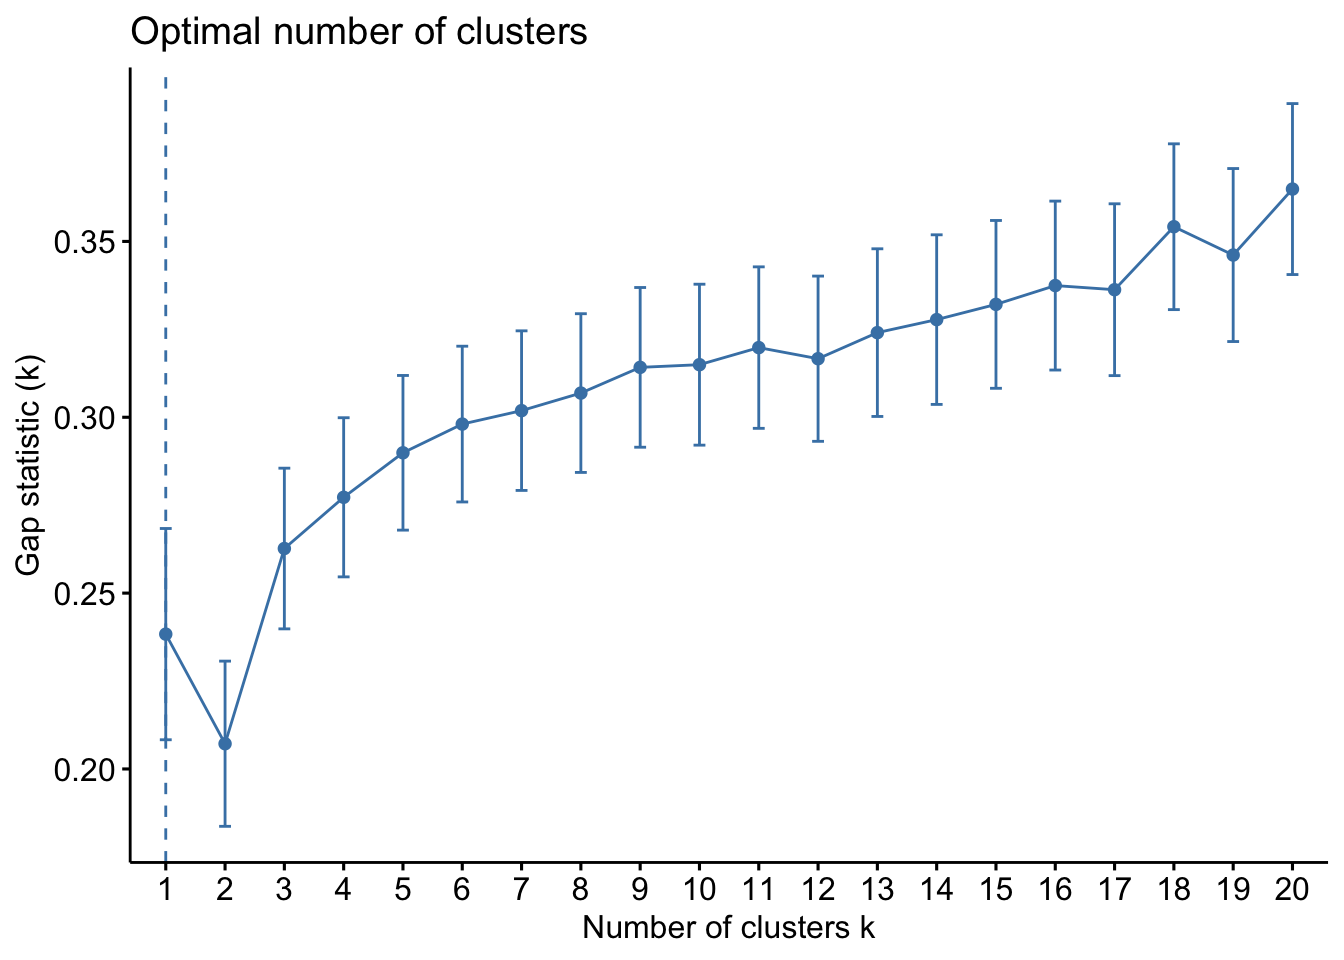 Optimal number of clusters
Gap statistic (k)
0.35
0.30
0.25
0.20
1 2 3 4 5 6 7 8 9 10 11 12 13 14 15 16 17 18 19 20
Number of clusters k